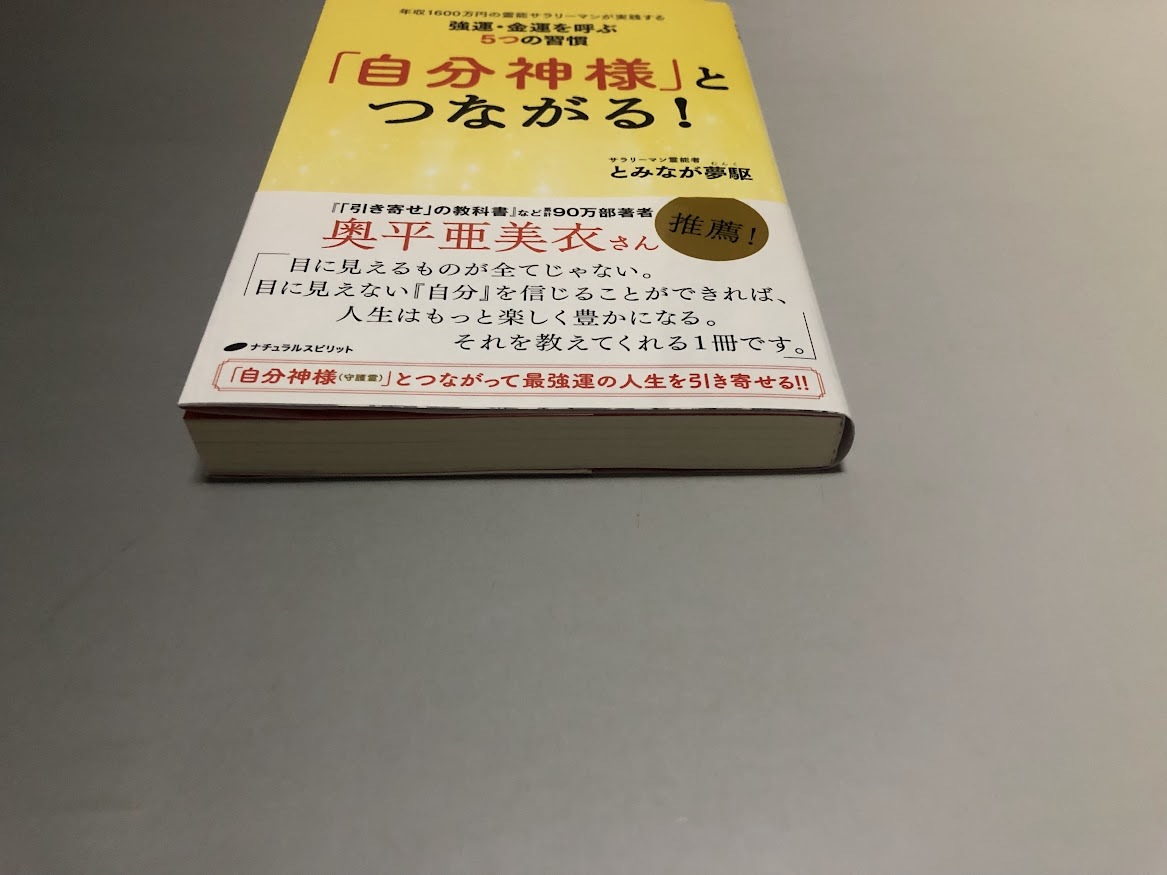 年収1600万円の霊能サラリーマンが実践する
強運・金運を呼ぶ
5つの習慣
「自分神様」と
つながる!
サラリーマン霊能者
むんく
とみなが夢駆
『「引き寄せ」の教科書』など累計90万部著者
奥平亜美衣さん
推薦!
「目に見えるものが全てじゃない。
目に見えない『自分』を信じることができれば、
人生はもっと楽しく豊かになる。
それを教えてくれる1冊です。」
ナチュラルスピリット
「自分神様(守護霊)」とつながって最強運の人生を引き寄せる!!